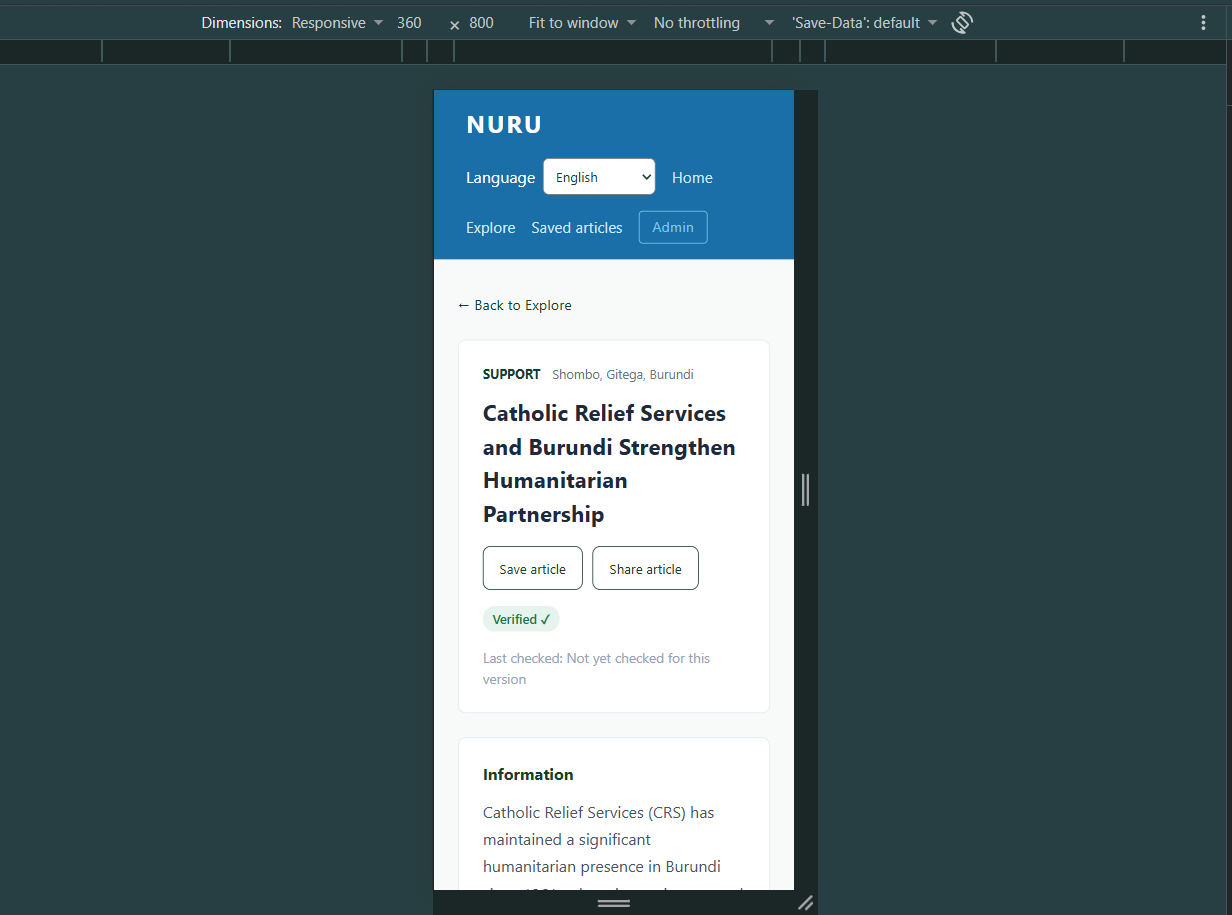 Dimensions: Responsive 360 × 800 Fit to window No throttling 'Save-Data': default
NURU
Language English Home
Explore Saved articles Admin
← Back to Explore
SUPPORT Shombo, Gitega, Burundi
Catholic Relief Services
and Burundi Strengthen
Humanitarian
Partnership
Save article Share article
Verified ✓
Last checked: Not yet checked for this
version
Information
Catholic Relief Services (CRS) has
maintained a significant
humanitarian presence in Burundi